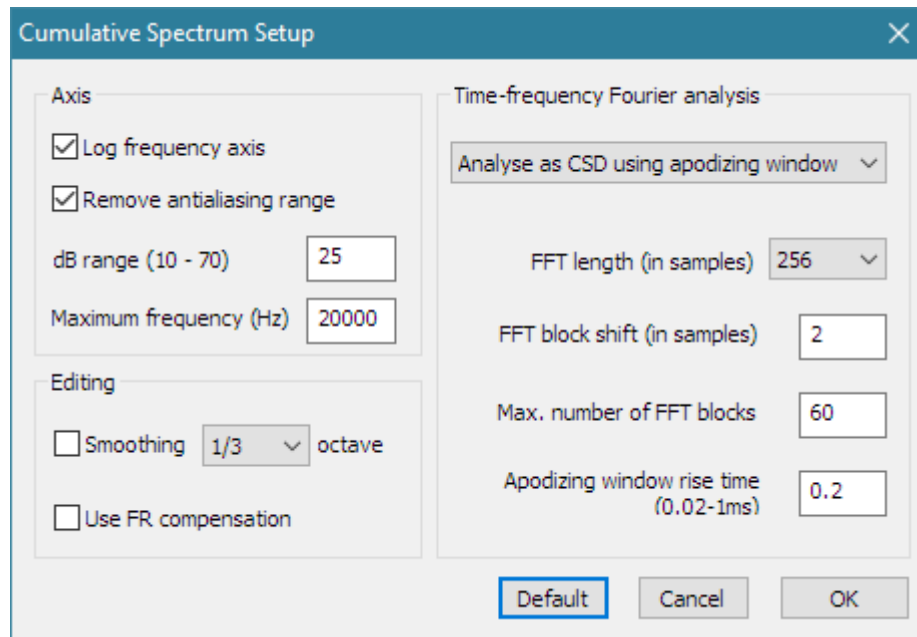 Cumulative Spectrum Setup
Axis
Log frequency axis
Remove antialiasing range
dB range (10 - 70) 25
Maximum frequency (Hz) 20000
Editing
Smoothing 1/3 octave
Use FR compensation
Time-frequency Fourier analysis
Analyse as CSD using apodizing window
FFT length (in samples) 256
FFT block shift (in samples) 2
Max. number of FFT blocks 60
Apodizing window rise time
(0.02-1ms) 0.2
Default Cancel OK